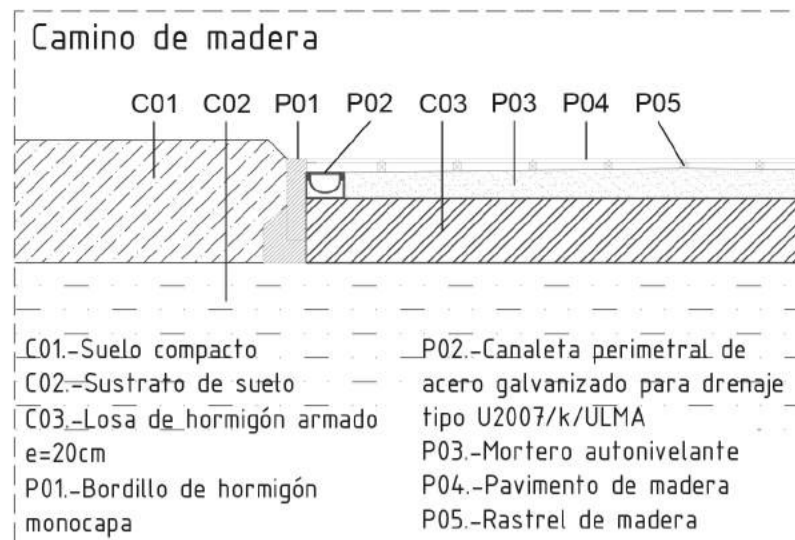 Camino de madera
C01 C02 P01 P02 C03 P03 P04 P05
C01.-Suelo compacto
C02.-Sustrato de suelo
C03.-Losa de hormigón armado
e=20cm
P01.-Bordillo de hormigón
monocapa
P02.-Canaleta perimetral de
acero galvanizado para drenaje
tipo U2007/k/ULMA
P03.-Mortero autonivelante
P04.-Pavimento de madera
P05.-Rastrel de madera